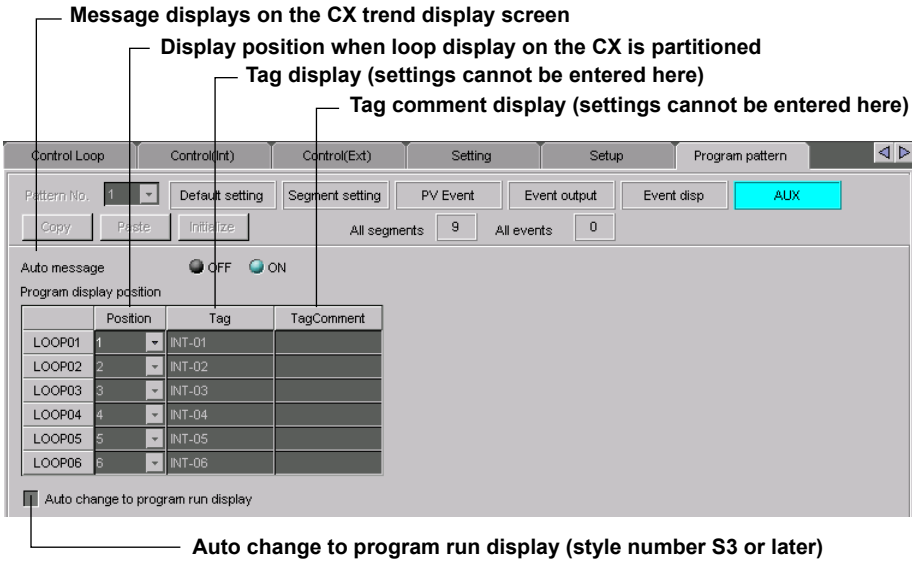 Message displays on the CX trend display screen
Display position when loop display on the CX is partitioned
Tag display (settings cannot be entered here)
Tag comment display (settings cannot be entered here)
Control Loop Control(Int) Control(Ext) Setting Setup Program pattern
Pattern No. 1 Default setting Segment setting PV Event Event output Event disp AUX
Copy Paste Initialize All segments 9 All events 0
Auto message OFF ON
Program display position
Position Tag TagComment
LOOP01 1 INT-01
LOOP02 2 INT-02
LOOP03 3 INT-03
LOOP04 4 INT-04
LOOP05 5 INT-05
LOOP06 6 INT-06
Auto change to program run display
Auto change to program run display (style number S3 or later)